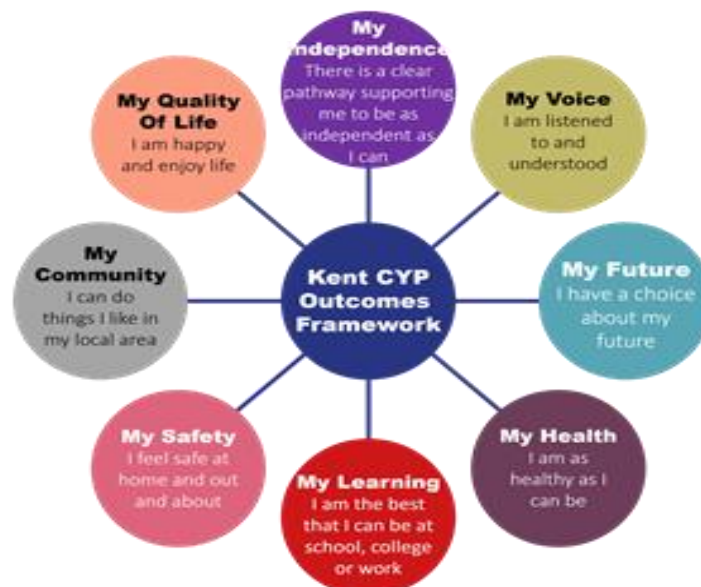 My
Independence
There is a clear
pathway supporting
me to be as
independent as
I can
My Voice
I am listened
to and
understood
My Future
I have a choice
about my
future
My Health
I am as
healthy as I
can be
My Learning
I am the best
that I can be at
school, college
or work
My Safety
I feel safe at
home and out
and about
My
Community
I can do
things I like in
my local area
My Quality
Of Life
I am happy
and enjoy life
Kent CYP
Outcomes
Framework